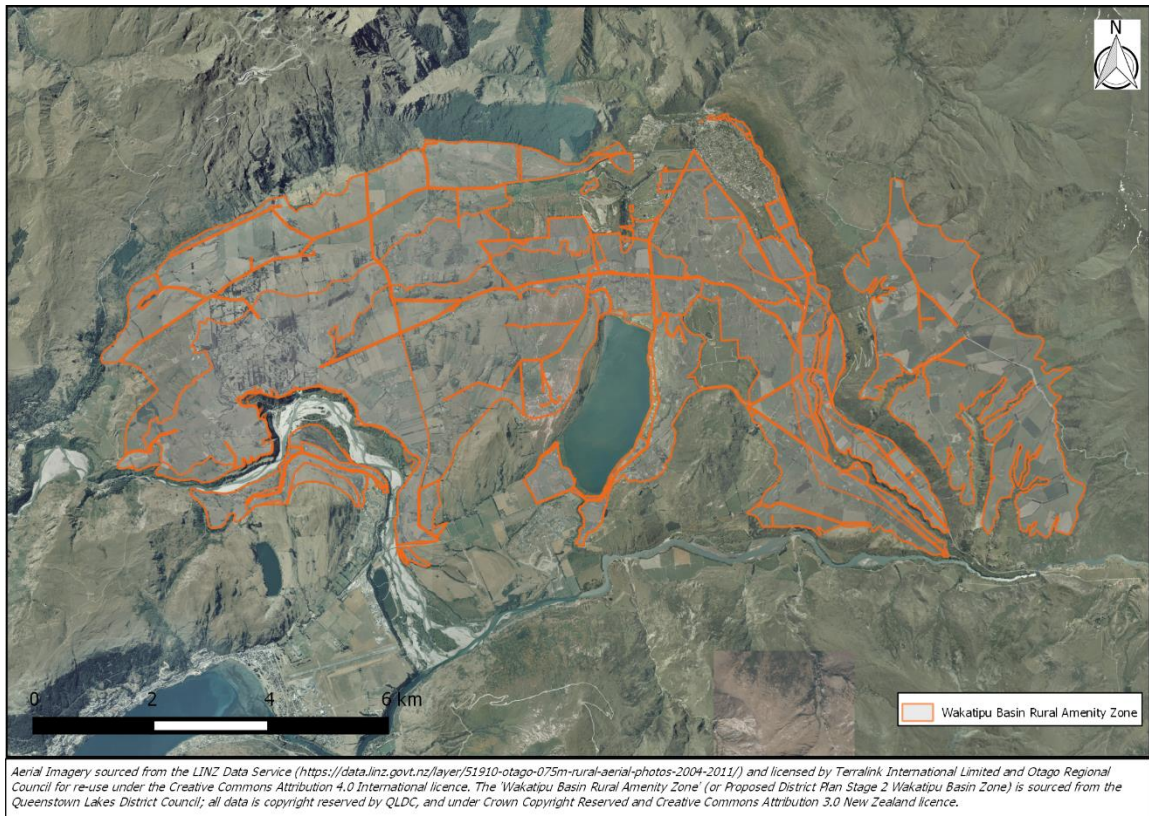 N
0 2 4 6 km
Wakatipu Basin Rural Amenity Zone
Aerial Imagery sourced from the LINZ Data Service (https://data.linz.govt.nz/layer/51910-otago-075m-rural-aerial-photos-2004-2011/) and licensed by Terralink International Limited and Otago Regional
Council for re-use under the Creative Commons Attribution 4.0 International licence. The 'Wakatipu Basin Rural Amenity Zone' (or Proposed District Plan Stage 2 Wakatipu Basin Zone) is sourced from the
Queenstown Lakes District Council; all data is copyright reserved by QLDC, and under Crown Copyright Reserved and Creative Commons Attribution 3.0 New Zealand licence.